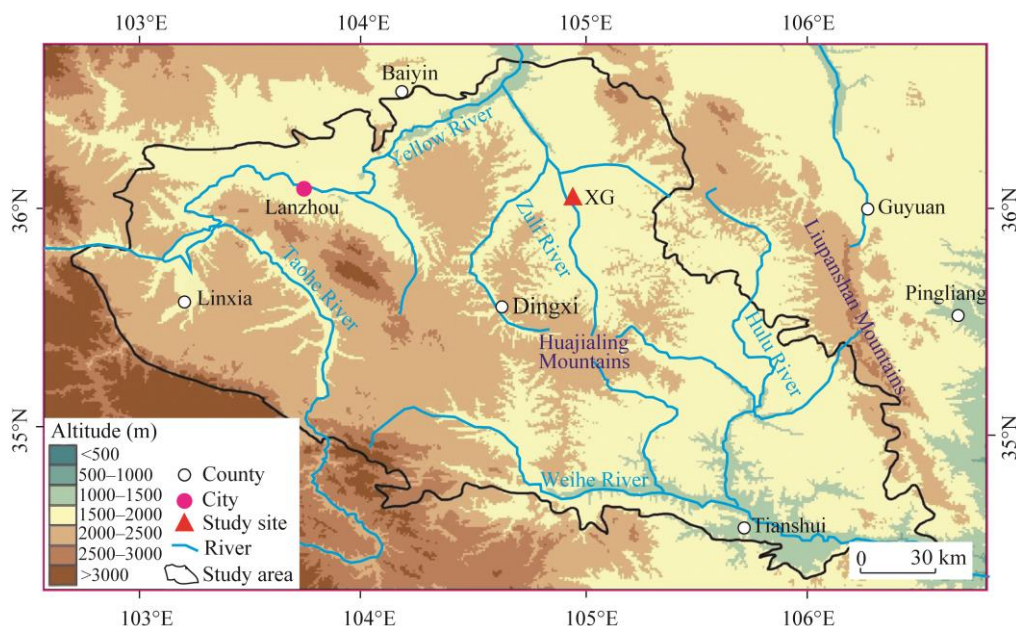 103°E 104°E 105°E 106°E
Baiyin
Yellow River
36°N
36°N
XG
Lanzhou
Guyuan
Zuli River
Taohe River
Liupanshan Mountains
Linxia
Dingxi
Pingliang
Hulu River
Huajialing
Mountains
35°N
35°N
Altitude (m)
<500
500–1000
1000–1500
1500–2000
2000–2500
2500–3000
>3000
County
City
Study site
River
Study area
Weihe River
Tianshui
0 30 km
103°E 104°E 105°E 106°E